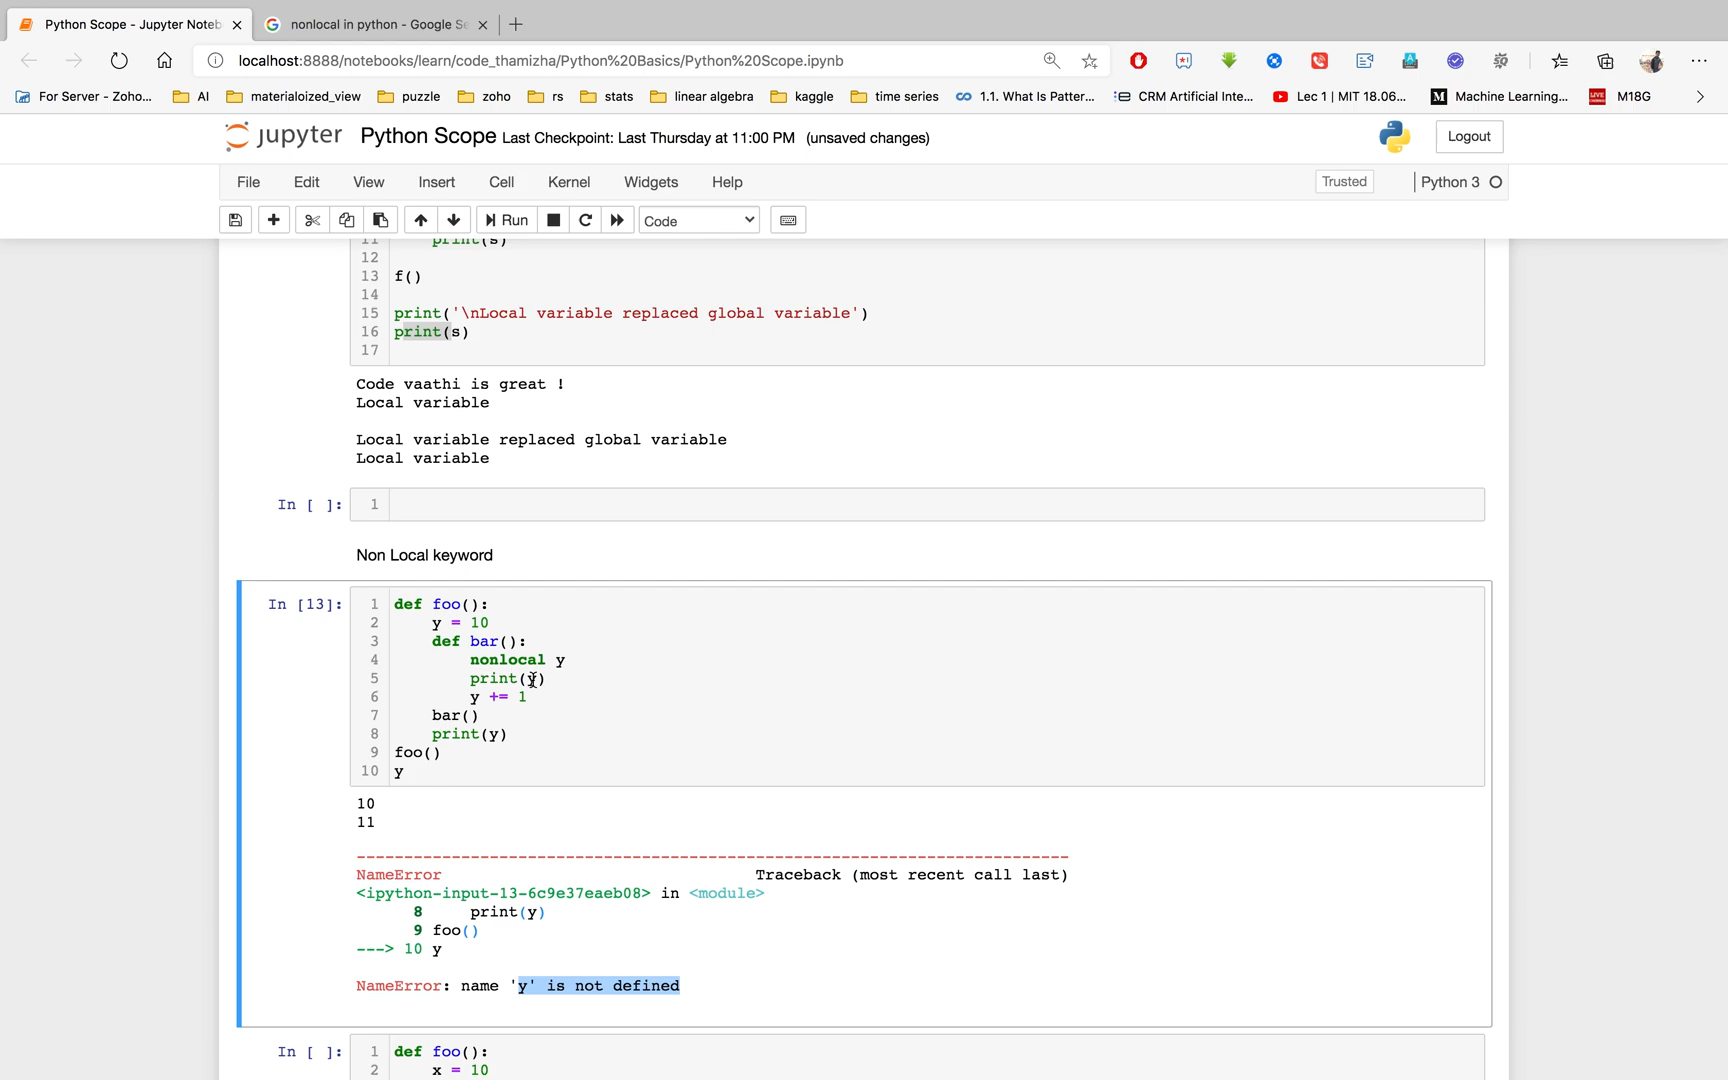 Python Scope - Jupyter Noteb
nonlocal in python - Google Se
localhost:8888/notebooks/learn/code_thamizha/Python%20Basics/Python%20Scope.ipynb
For Server - Zoho... AI materialoized_view puzzle zoho rs stats linear algebra kaggle time series 1.1. What Is Patter... CRM Artificial Inte... Lec 1 | MIT 18.06... Machine Learning... M18G
jupyter Python Scope Last Checkpoint: Last Thursday at 11:00 PM (unsaved changes) Logout
File Edit View Insert Cell Kernel Widgets Help Trusted Python 3
Run Code
11 print(s)
12
13 f()
14
15 print('\nLocal variable replaced global variable')
16 print(s)
17
Code vaathi is great !
Local variable
Local variable replaced global variable
Local variable
In [ ]: 1
Non Local keyword
In [13]: 1 def foo():
2 y = 10
3 def bar():
4 nonlocal y
5 print(y)
6 y += 1
7 bar()
8 print(y)
9 foo()
10 y
10
11
---------------------------------------------------------------------------
NameError Traceback (most recent call last)
<ipython-input-13-6c9e37eaeb08> in <module>
8 print(y)
9 foo()
---> 10 y
NameError: name 'y' is not defined
In [ ]: 1 def foo():
2 x = 10